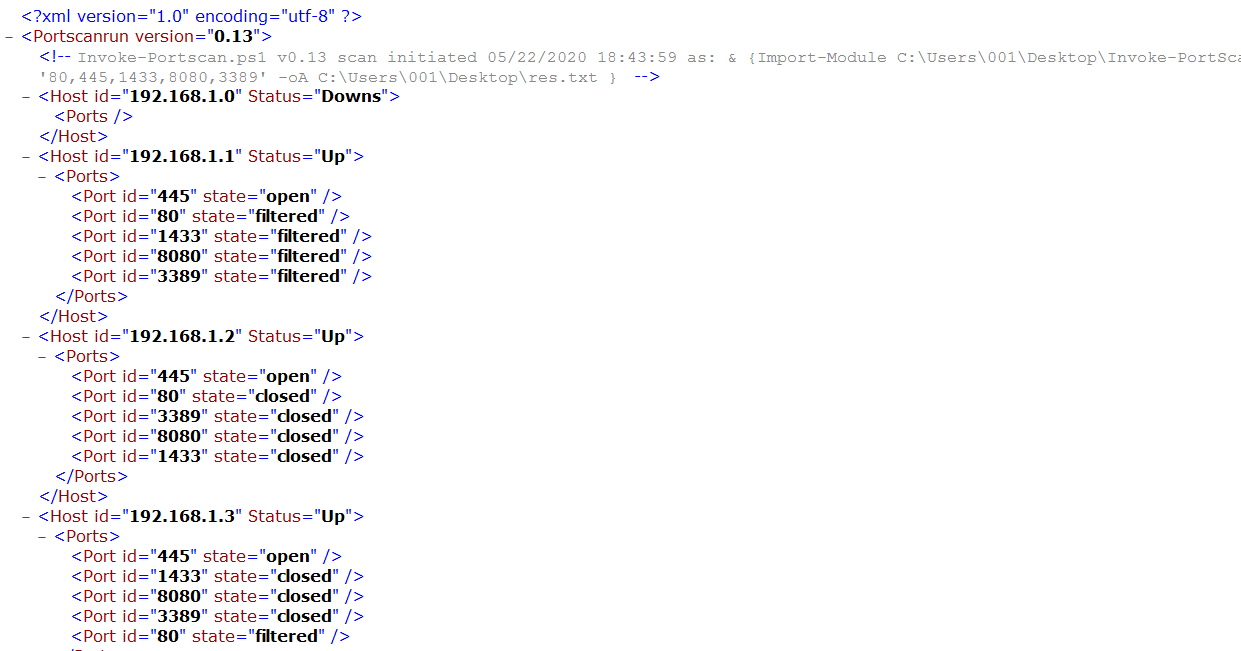 <?xml version="1.0" encoding="utf-8" ?>
- <Portscanrun version="0.13">
<!-- Invoke-Portscan.ps1 v0.13 scan initiated 05/22/2020 18:43:59 as: & {Import-Module C:\Users\001\Desktop\Invoke-PortSca
'80,445,1433,8080,3389' -oA C:\Users\001\Desktop\res.txt } -->
- <Host id="192.168.1.0" Status="Downs">
<Ports />
</Host>
- <Host id="192.168.1.1" Status="Up">
- <Ports>
<Port id="445" state="open" />
<Port id="80" state="filtered" />
<Port id="1433" state="filtered" />
<Port id="8080" state="filtered" />
<Port id="3389" state="filtered" />
</Ports>
</Host>
- <Host id="192.168.1.2" Status="Up">
- <Ports>
<Port id="445" state="open" />
<Port id="80" state="closed" />
<Port id="3389" state="closed" />
<Port id="8080" state="closed" />
<Port id="1433" state="closed" />
</Ports>
</Host>
- <Host id="192.168.1.3" Status="Up">
- <Ports>
<Port id="445" state="open" />
<Port id="1433" state="closed" />
<Port id="8080" state="closed" />
<Port id="3389" state="closed" />
<Port id="80" state="filtered" />